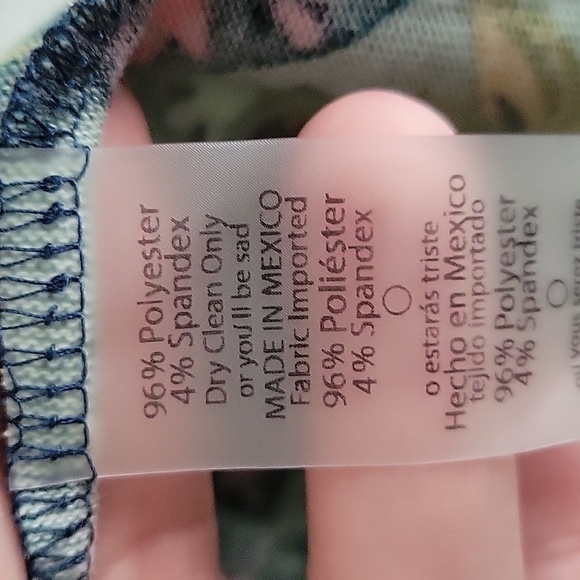 96% Polyester
4% Spandex
Dry Clean Only
or you'll be sad
MADE IN MEXICO
Fabric Imported
96% Poliéster
4% Spandex
o estarás triste
Hecho en Mexico
tejido importado
96% Polyester
4% Spandex